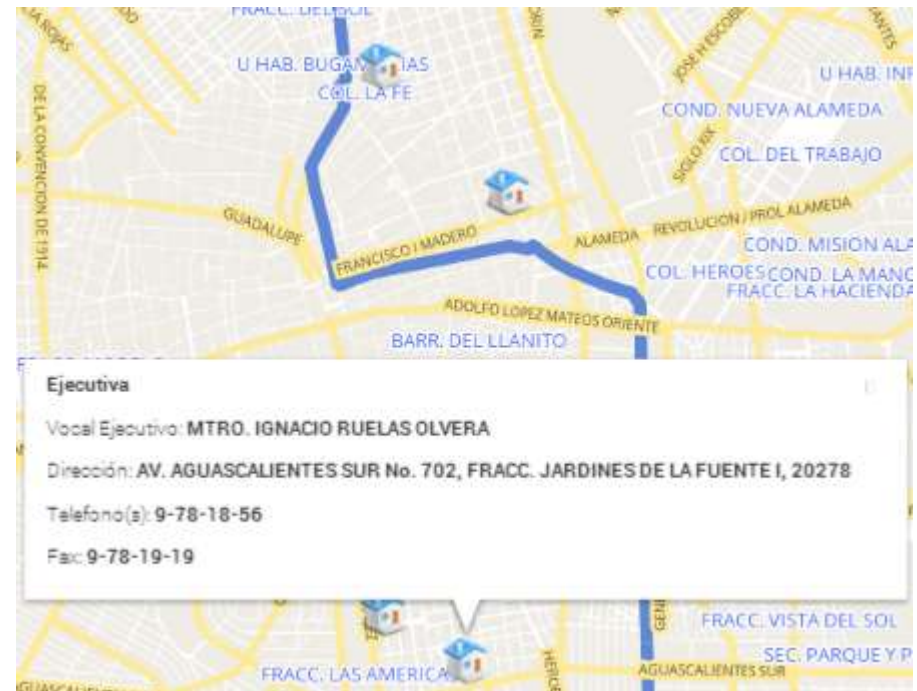 FRACC. DEL SOL
U HAB. BUGAMBILIAS
COL. LA FE
JOSE H ESCOBE
U HAB. INF
COND. NUEVA ALAMEDA
SIGLO XIX
COL. DEL TRABAJO
DE LA CONVENCION DE 1914
GUADALUPE
FRANCISCO I MADERO
ALAMEDA
REVOLUCION / PROL ALAMEDA
COND. MISION ALA
COL. HEROES
COND. LA MANC
FRACC. LA HACIENDA
ADOLFO LOPEZ MATEOS ORIENTE
BARR. DEL LLANITO
Ejecutiva
Vocal Ejecutivo: MTRO. IGNACIO RUELAS OLVERA
Dirección: AV. AGUASCALIENTES SUR No. 702, FRACC. JARDINES DE LA FUENTE I, 20278
Telefono(s): 9-78-18-56
Fax: 9-78-19-19
FRACC. VISTA DEL SOL
SEC. PARQUE Y P
FRACC. LAS AMERICA
AGUASCALIENTES SUR